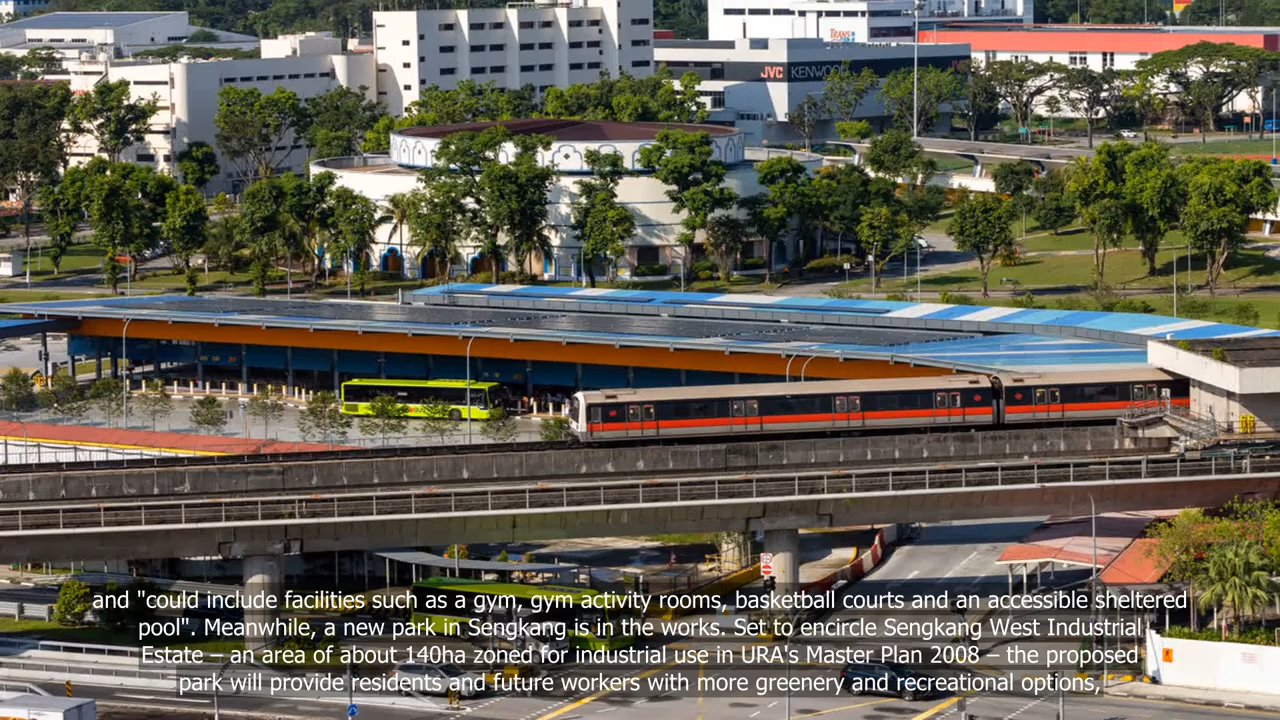 TRANS
JVC KENWOOD
and "could include facilities such as a gym, gym activity rooms, basketball courts and an accessible sheltered
pool". Meanwhile, a new park in Sengkang is in the works. Set to encircle Sengkang West Industrial
Estate – an area of about 140ha zoned for industrial use in URA's Master Plan 2008 – the proposed
park will provide residents and future workers with more greenery and recreational options,